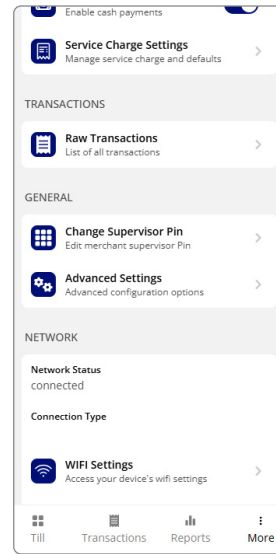 Enable cash payments
Service Charge Settings
Manage service charge and defaults
TRANSACTIONS
Raw Transactions
List of all transactions
GENERAL
Change Supervisor Pin
Edit merchant supervisor Pin
Advanced Settings
Advanced configuration options
NETWORK
Network Status
connected
Connection Type
WIFI Settings
Access your device's wifi settings
Till Transactions Reports More